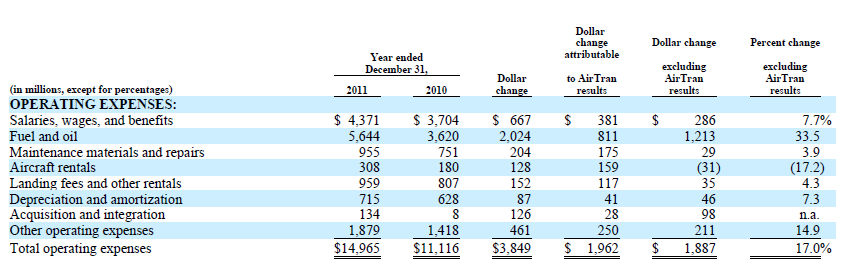 Dollar
change
attributable
Dollar change
Percent change
Year ended
December 31,
excluding
AirTran
results
excluding
AirTran
results
Dollar
change
to AirTran
results
(in millions, except for percentages) 2011 2010
OPERATING EXPENSES:
Salaries, wages, and benefits $ 4,371 $ 3,704 $ 667 $ 381 $ 286 7.7%
Fuel and oil 5,644 3,620 2,024 811 1,213 33.5
Maintenance materials and repairs 955 751 204 175 29 3.9
Aircraft rentals 308 180 128 159 (31) (17.2)
Landing fees and other rentals 959 807 152 117 35 4.3
Depreciation and amortization 715 628 87 41 46 7.3
Acquisition and integration 134 8 126 28 98 n.a.
Other operating expenses 1,879 1,418 461 250 211 14.9
Total operating expenses $14,965 $11,116 $3,849 $ 1,962 $ 1,887 17.0%